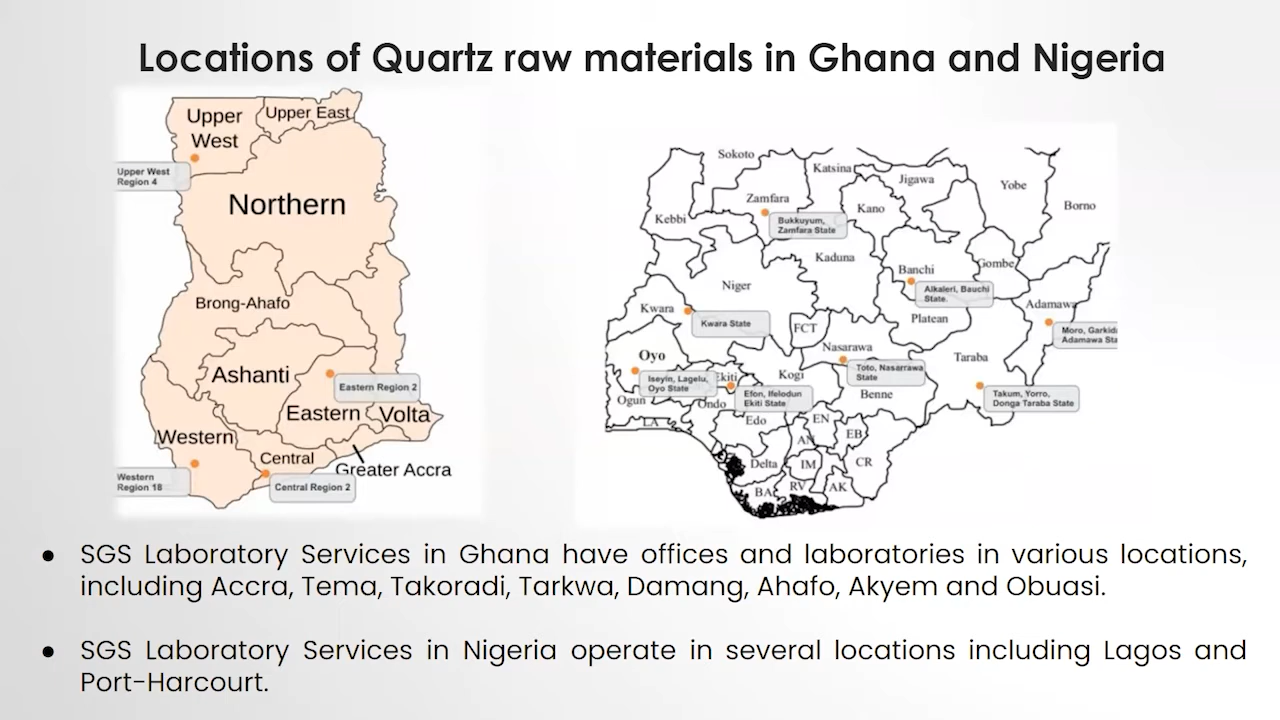 Locations of Quartz raw materials in Ghana and Nigeria
Upper
West
Upper East
Upper West
Region 4
Northern
Brong-Ahafo
Ashanti
Eastern Region 2
Eastern
Volta
Western
Central
Greater Accra
Western
Region 18
Central Region 2
Sokoto
Katsina
Jigawa
Yobe
Borno
Zamfara
Kano
Kebbi
Bukkuyum,
Zamfara State
Kaduna
Gombe
Banchi
Niger
Alkaleri, Bauchi
State.
Adamawa
Kwara
Kwara State
FCT
Platean
Moro, Garkida
Adamawa Sta
Nasarawa
Oyo
Taraba
Toto, Nasarrawa
State
Kogi
Ekiti
Iseyin, Lagelu,
Oyo State
Efon, Ifelodun
Ekiti State
Benne
Takum, Yorro,
Donga Taraba State
Ogun
Ondo
LA
Edo
EN
EB
AN
Delta
IM
CR
BA
RV
AK
● SGS Laboratory Services in Ghana have offices and laboratories in various locations,
including Accra, Tema, Takoradi, Tarkwa, Damang, Ahafo, Akyem and Obuasi.
● SGS Laboratory Services in Nigeria operate in several locations including Lagos and
Port-Harcourt.